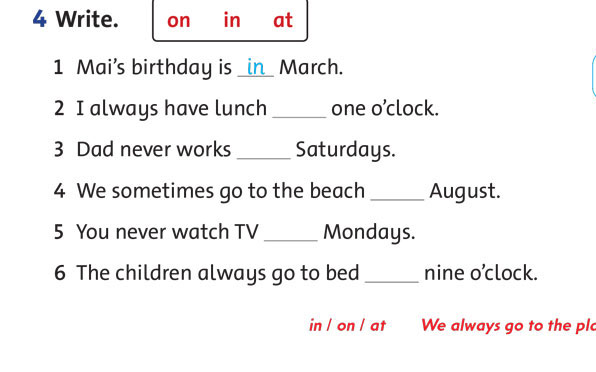 4 Write.
on in at
1 Mai's birthday is in March.
2 I always have lunch _____ one o'clock.
3 Dad never works _____ Saturdays.
4 We sometimes go to the beach _____ August.
5 You never watch TV _____ Mondays.
6 The children always go to bed _____ nine o'clock.
in / on / at We always go to the